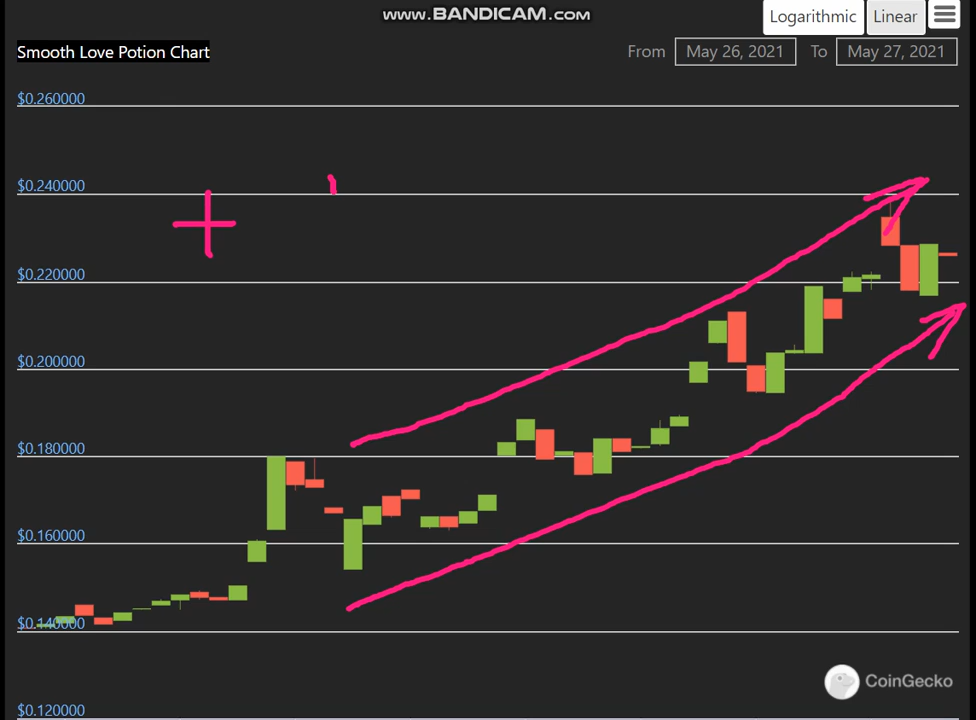 www.BANDICAM.com
Logarithmic Linear
Smooth Love Potion Chart
From May 26, 2021 To May 27, 2021
$0.260000
$0.240000
$0.220000
$0.200000
$0.180000
$0.160000
$0.140000
CoinGecko
$0.120000